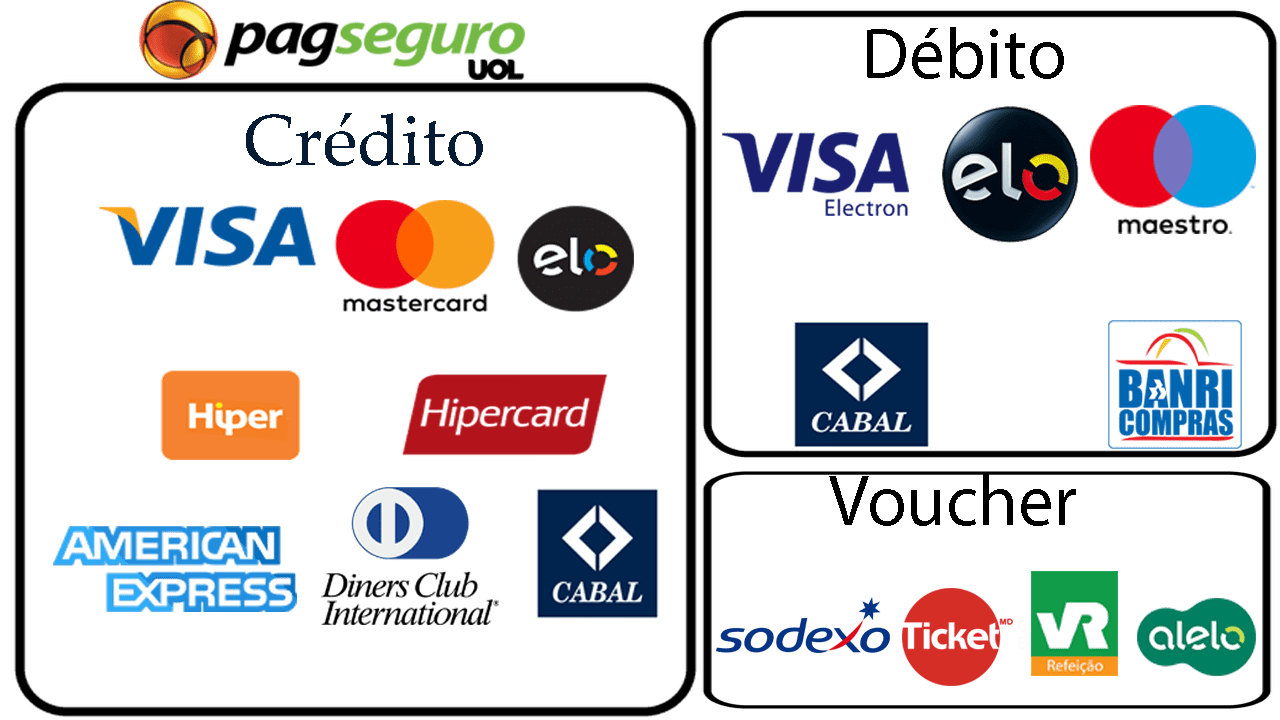 pagseguro
UOL
Crédito
VISA
mastercard
elo
Hiper
Hipercard
AMERICAN
EXPRESS
Diners Club
International®
CABAL
Débito
VISA
Electron
elo
maestro
CABAL
BANRI
COMPRAS
Voucher
sodexo
Ticket MD
VR
Refeição
alelo